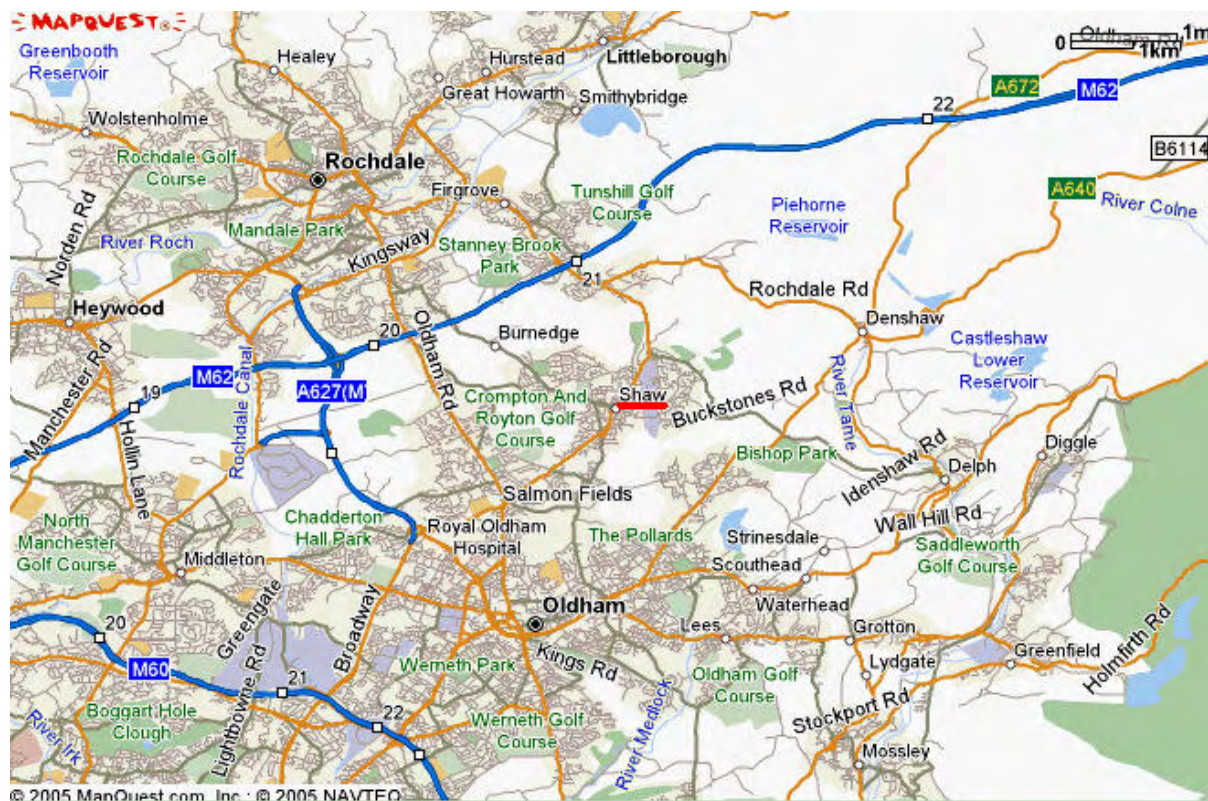 MAPQUEST
Oldham Rd
0 1m
1km
Greenbooth
Reservoir
Healey
Hurstead
Littleborough
Great Howarth
Smithybridge
A672
M62
22
Wolstenholme
Rochdale Golf
Course
Rochdale
B6114
Norden Rd
Firgrove
Tunshill Golf
Course
A640
River Colne
Piehorne
Reservoir
Mandale Park
River Roch
Kingsway
Stanney Brook
Park
21
Rochdale Rd
Heywood
Denshaw
Burnedge
20
Oldham Rd
Castleshaw
Lower
Reservoir
Manchester Rd
M62
A627(M)
19
Rochdale Canal
Crompton And
Royton Golf
Course
Shaw
Buckstones Rd
River Tame
Hollin Lane
Bishop Park
Idenshaw Rd
Diggle
Delph
Salmon Fields
North
Manchester
Golf Course
Chadderton
Hall Park
Royal Oldham
Hospital
The Pollards
Strinesdale
Wall Hill Rd
Saddleworth
Golf Course
Middleton
Scouthead
Waterhead
Oldham
20
Greengate
Broadway
Lees
Grotton
M60
Werneth Park
Kings Rd
Lydgate
Greenfield
Holmfirth Rd
21
Oldham Golf
Course
Lightbowne Rd
Boggart Hole
Clough
22
Werneth Golf
Course
Stockport Rd
River Irk
River Medlock
Mossley
© 2005 MapQuest.com, Inc.; © 2005 NAVTEQ